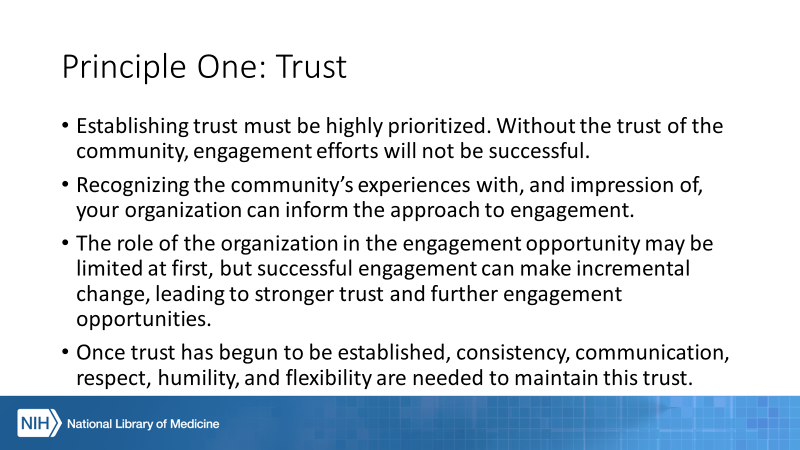 Principle One: Trust
• Establishing trust must be highly prioritized. Without the trust of the
community, engagement efforts will not be successful.
• Recognizing the community’s experiences with, and impression of,
your organization can inform the approach to engagement.
• The role of the organization in the engagement opportunity may be
limited at first, but successful engagement can make incremental
change, leading to stronger trust and further engagement
opportunities.
• Once trust has begun to be established, consistency, communication,
respect, humility, and flexibility are needed to maintain this trust.
NIH National Library of Medicine